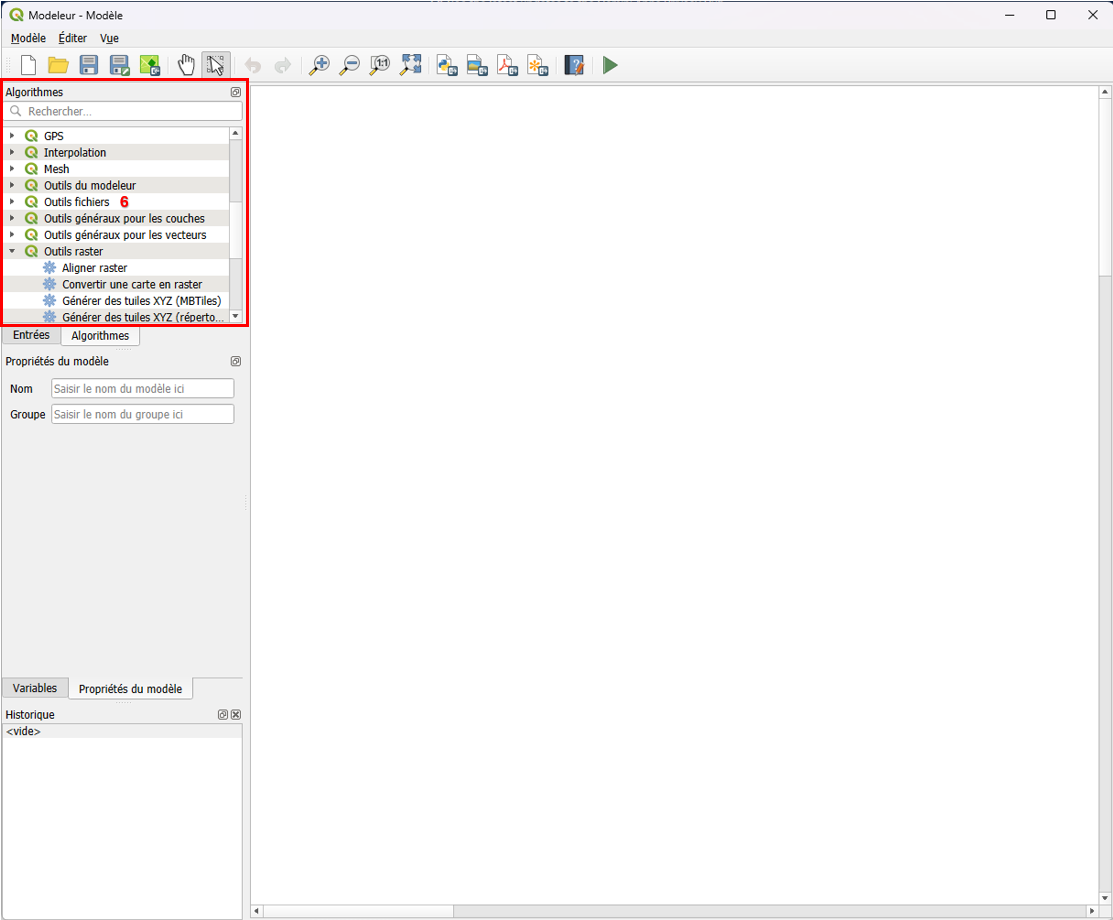 Modeleur - Modèle
Modèle Éditer Vue
Algorithmes
Rechercher...
GPS
Interpolation
Mesh
Outils du modeleur
Outils fichiers 6
Outils généraux pour les couches
Outils généraux pour les vecteurs
Outils raster
Aligner raster
Convertir une carte en raster
Générer des tuiles XYZ (MBTiles)
Générer des tuiles XYZ (réperto...
Entrées Algorithmes
Propriétés du modèle
Nom Saisir le nom du modèle ici
Groupe Saisir le nom du groupe ici
Variables Propriétés du modèle
Historique
<vide>